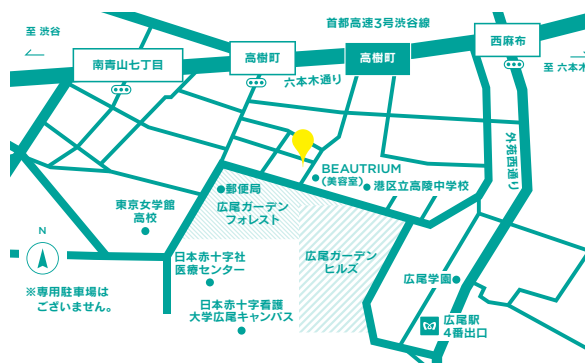 首都高速3号渋谷線
至 渋谷
南青山七丁目
高樹町
高樹町
西麻布
六本木通り
至 六本木
外苑西通り
BEAUTRIUM
(美容室)
港区立高陵中学校
郵便局
広尾ガーデン
フォレスト
東京女学館
高校
広尾ガーデン
ヒルズ
日本赤十字社
医療センター
広尾学園
N
※専用駐車場は
ございません。
日本赤十字看護
大学広尾キャンパス
広尾駅
4番出口